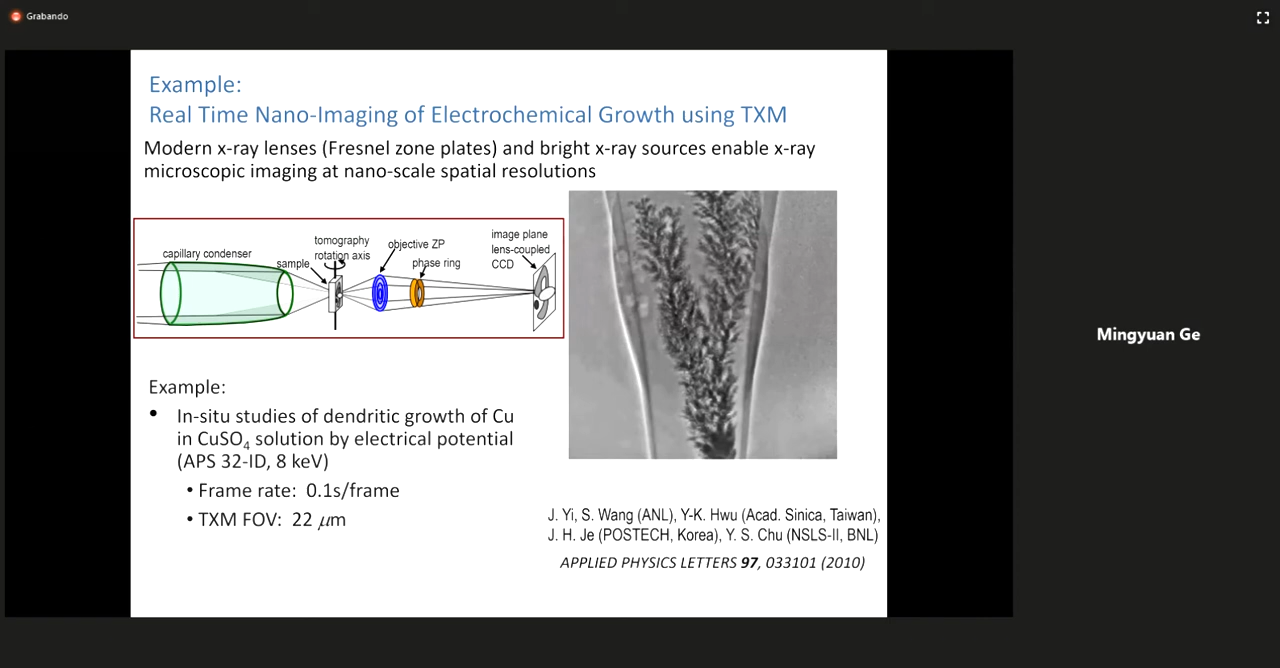 Grabando
Example:
Real Time Nano-Imaging of Electrochemical Growth using TXM
Modern x-ray lenses (Fresnel zone plates) and bright x-ray sources enable x-ray
microscopic imaging at nano-scale spatial resolutions
capillary condenser
sample
tomography
rotation axis
objective ZP
phase ring
image plane
lens-coupled
CCD
Example:
• In-situ studies of dendritic growth of Cu
in CuSO₄ solution by electrical potential
(APS 32-ID, 8 keV)
• Frame rate: 0.1s/frame
• TXM FOV: 22 μm
J. Yi, S. Wang (ANL), Y-K. Hwu (Acad. Sinica, Taiwan),
J. H. Je (POSTECH, Korea), Y. S. Chu (NSLS-II, BNL)
APPLIED PHYSICS LETTERS 97, 033101 (2010)
Mingyuan Ge